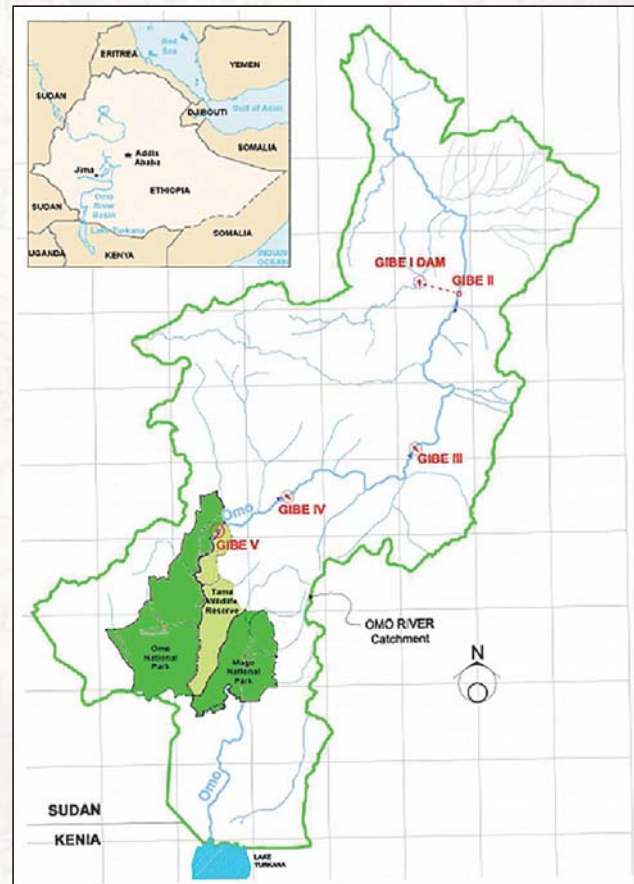 ERITREA
Red
Sea
YEMEN
SUDAN
DJIBOUTI
Gulf of Aden
Addis
Ababa
SOMALIA
Jima
Omo
River
Basin
ETHIOPIA
SUDAN
Lake Turkana
SOMALIA
UGANDA
KENYA
INDIAN
OCEAN
GIBE I DAM
GIBE II
GIBE III
GIBE IV
Omo
GIBE V
Tama
Wildlife
Reserve
OMO RIVER
Catchment
Omo
National
Park
Mago
National
Park
N
Omo
SUDAN
KENIA
LAKE
TURKANA